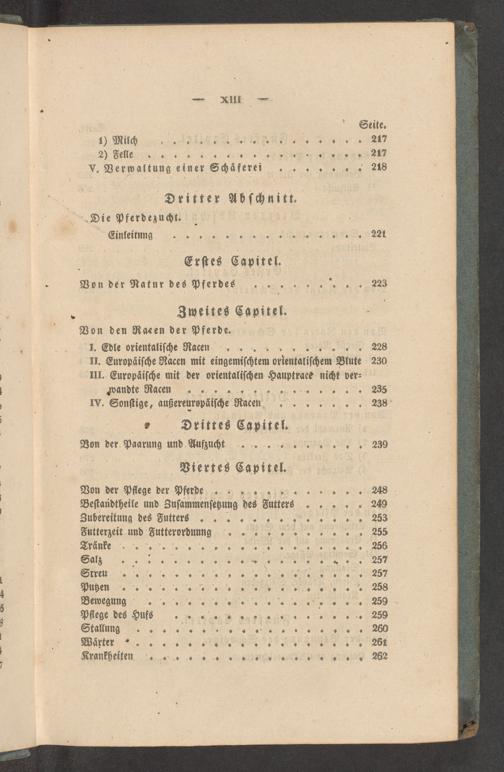 — XIII —
Seite.
1) Milch . . . . . . . . . . . . . . . 217
2) Felle . . . . . . . . . . . . . . . 217
V. Verwaltung einer Schäferei . . . . . . . 218
Dritter Abschnitt.
Die Pferdezucht.
Einleitung . . . . . . . . . . . . . . 221
Erstes Capitel.
Von der Natur des Pferdes . . . . . . . . . 223
Zweites Capitel.
Von den Racen der Pferde.
I. Edle orientalische Racen . . . . . . . . . 228
II. Europäische Racen mit eingemischtem orientalischem Blute 230
III. Europäische mit der orientalischen Hauptrace nicht ver-
wandte Racen . . . . . . . . . . . . 235
IV. Sonstige, außereuropäische Racen . . . . . . . 238
Drittes Capitel.
Von der Paarung und Aufzucht . . . . . . . . . 239
Viertes Capitel.
Von der Pflege der Pferde . . . . . . . . . . 248
Bestandtheile und Zusammensetzung des Futters . . . . . 249
Zubereitung des Futters . . . . . . . . . . . 253
Futterzeit und Futterordnung . . . . . . . . . . 255
Tränke . . . . . . . . . . . . . . . . 256
Salz . . . . . . . . . . . . . . . . . 257
Streu . . . . . . . . . . . . . . . . 257
Putzen . . . . . . . . . . . . . . . . 258
Bewegung . . . . . . . . . . . . . . . 259
Pflege des Hufs . . . . . . . . . . . . . 259
Stallung . . . . . . . . . . . . . . . 260
Wärter . . . . . . . . . . . . . . . . 261
Krankheiten . . . . . . . . . . . . . . 262